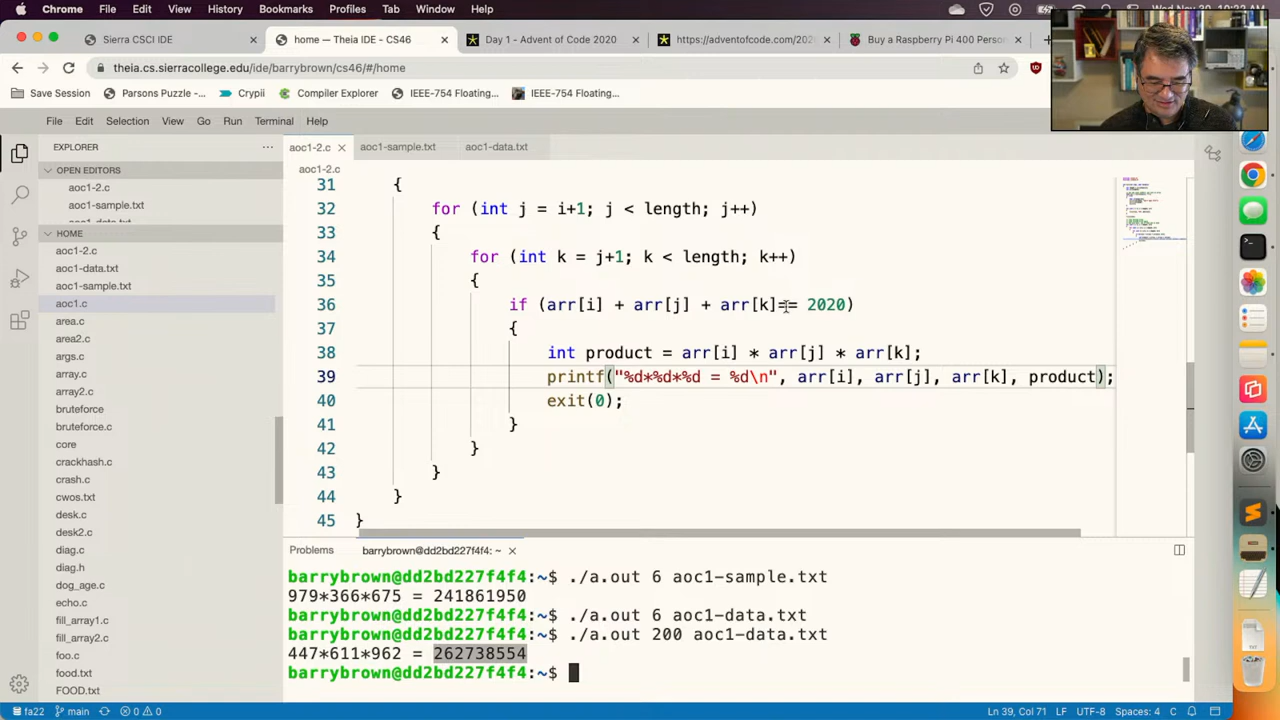 Chrome File Edit View History Bookmarks Profiles Tab Window Help
Sierra CSCI IDE home — Theia IDE - CS46 Day 1 - Advent of Code 2020 https://adventofcode.com/202 Buy a Raspberry Pi 400 Perso
theia.cs.sierracollege.edu/ide/barrybrown/cs46/#/home
Save Session Parsons Puzzle -... Crypii Compiler Explorer IEEE-754 Floating... IEEE-754 Floating...
File Edit Selection View Go Run Terminal Help
EXPLORER
OPEN EDITORS
aoc1-2.c
aoc1-sample.txt
HOME
aoc1-2.c
aoc1-data.txt
aoc1-sample.txt
aoc1.c
area.c
area2.c
args.c
array.c
array2.c
bruteforce
bruteforce.c
core
crackhash.c
crash.c
cwos.txt
desk.c
desk2.c
diag.c
diag.h
dog_age.c
echo.c
fill_array1.c
fill_array2.c
foo.c
food.txt
FOOD.txt
aoc1-2.c aoc1-sample.txt aoc1-data.txt
aoc1-2.c
31 {
32 for (int j = i+1; j < length; j++)
33 {
34 for (int k = j+1; k < length; k++)
35 {
36 if (arr[i] + arr[j] + arr[k]== 2020)
37 {
38 int product = arr[i] * arr[j] * arr[k];
39 printf("%d*%d*%d = %d\n", arr[i], arr[j], arr[k], product);
40 exit(0);
41 }
42 }
43 }
44 }
45 }
Problems barrybrown@dd2bd227f4f4: ~
barrybrown@dd2bd227f4f4:~$ ./a.out 6 aoc1-sample.txt
979*366*675 = 241861950
barrybrown@dd2bd227f4f4:~$ ./a.out 6 aoc1-data.txt
barrybrown@dd2bd227f4f4:~$ ./a.out 200 aoc1-data.txt
447*611*962 = 262738554
barrybrown@dd2bd227f4f4:~$
fa22 main 0 0 Ln 39, Col 71 LF UTF-8 Spaces: 4 C